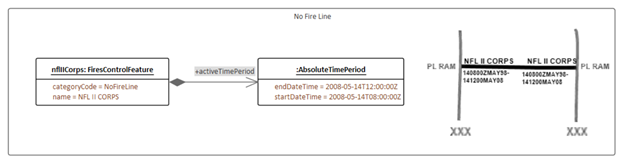 No Fire Line
nflIICorps: FiresControlFeature
categoryCode = NoFireLine
name = NFL II CORPS
+activeTimePeriod
:AbsoluteTimePeriod
endDateTime = 2008-05-14T12:00:00Z
startDateTime = 2008-05-14T08:00:00Z
PL RAM
NFL II CORPS
NFL II CORPS
PL RAM
140800ZMAY98-
141200MAY08
140800ZMAY98-
141200MAY08
XXX
XXX